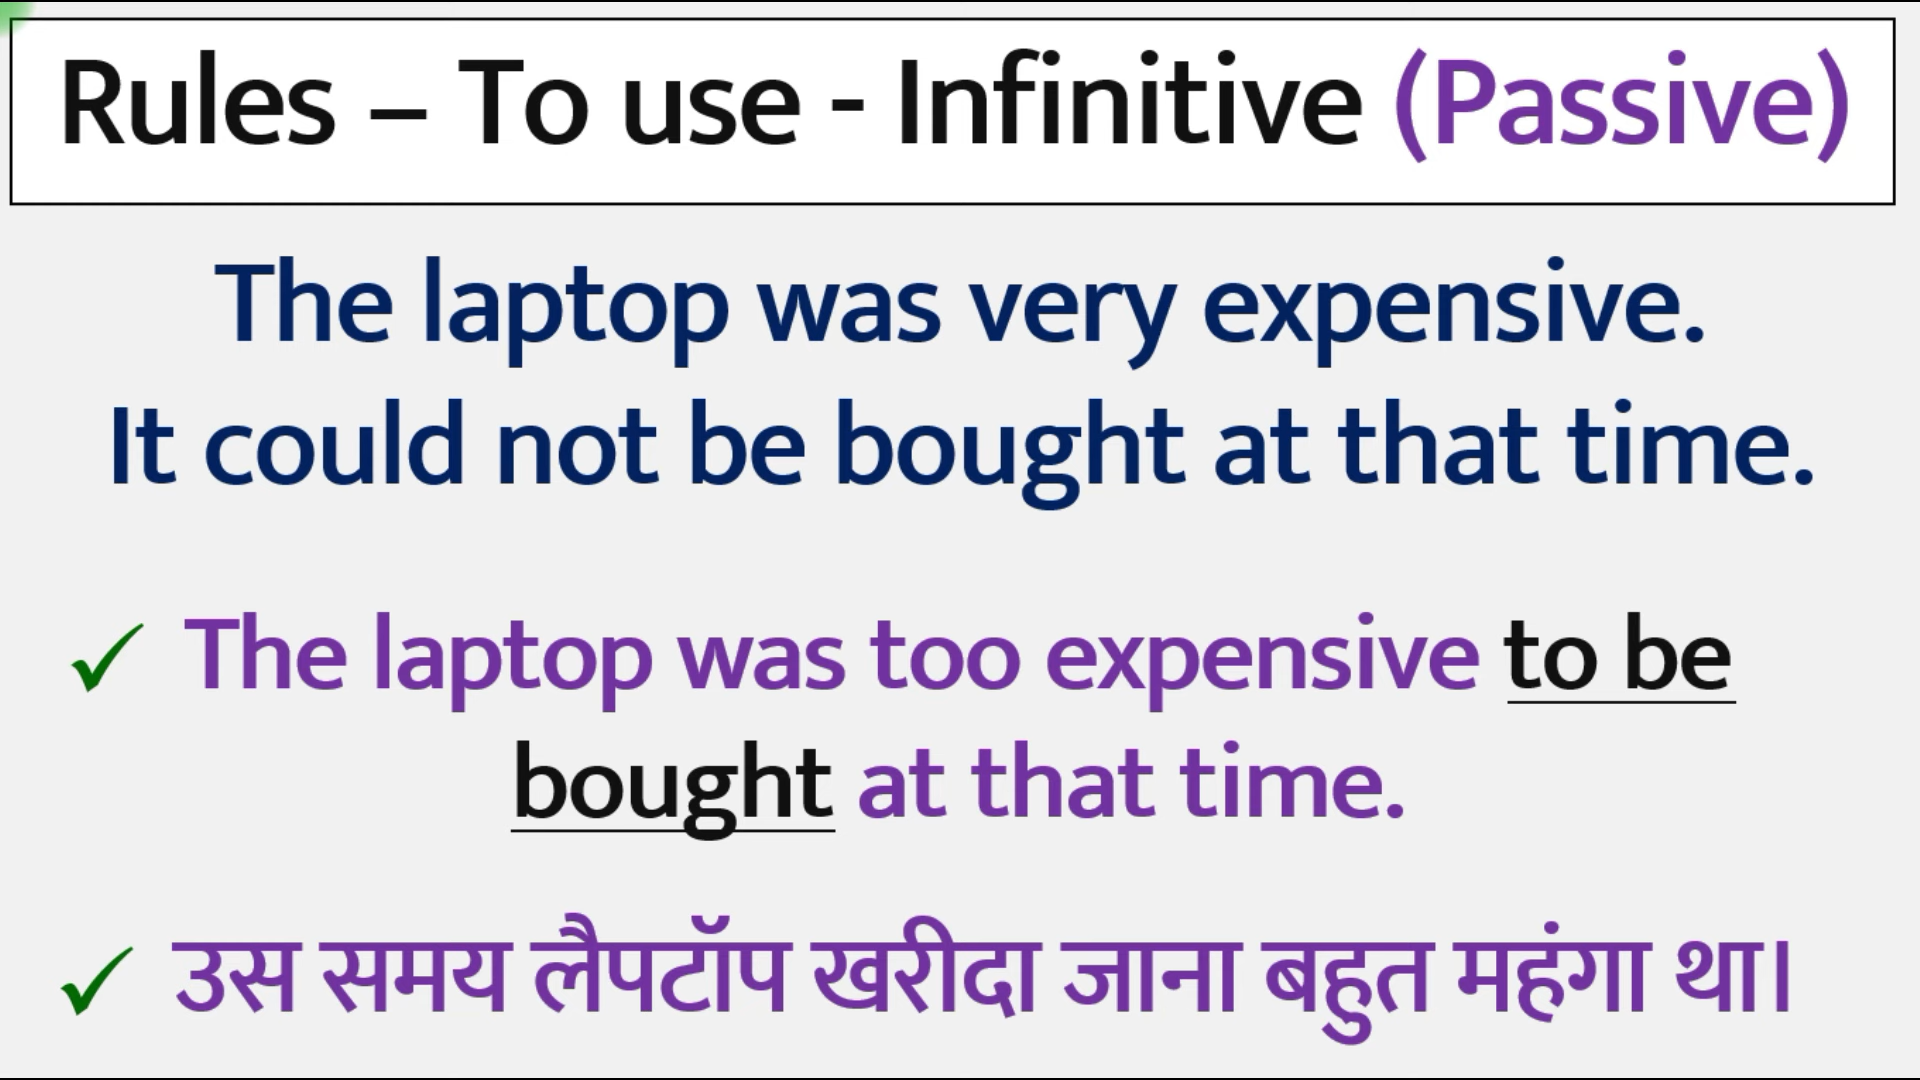 Rules – To use - Infinitive (Passive)
The laptop was very expensive.
It could not be bought at that time.
✓ The laptop was too expensive to be
bought at that time.
✓ उस समय लैपटॉप खरीदा जाना बहुत महंगा था।